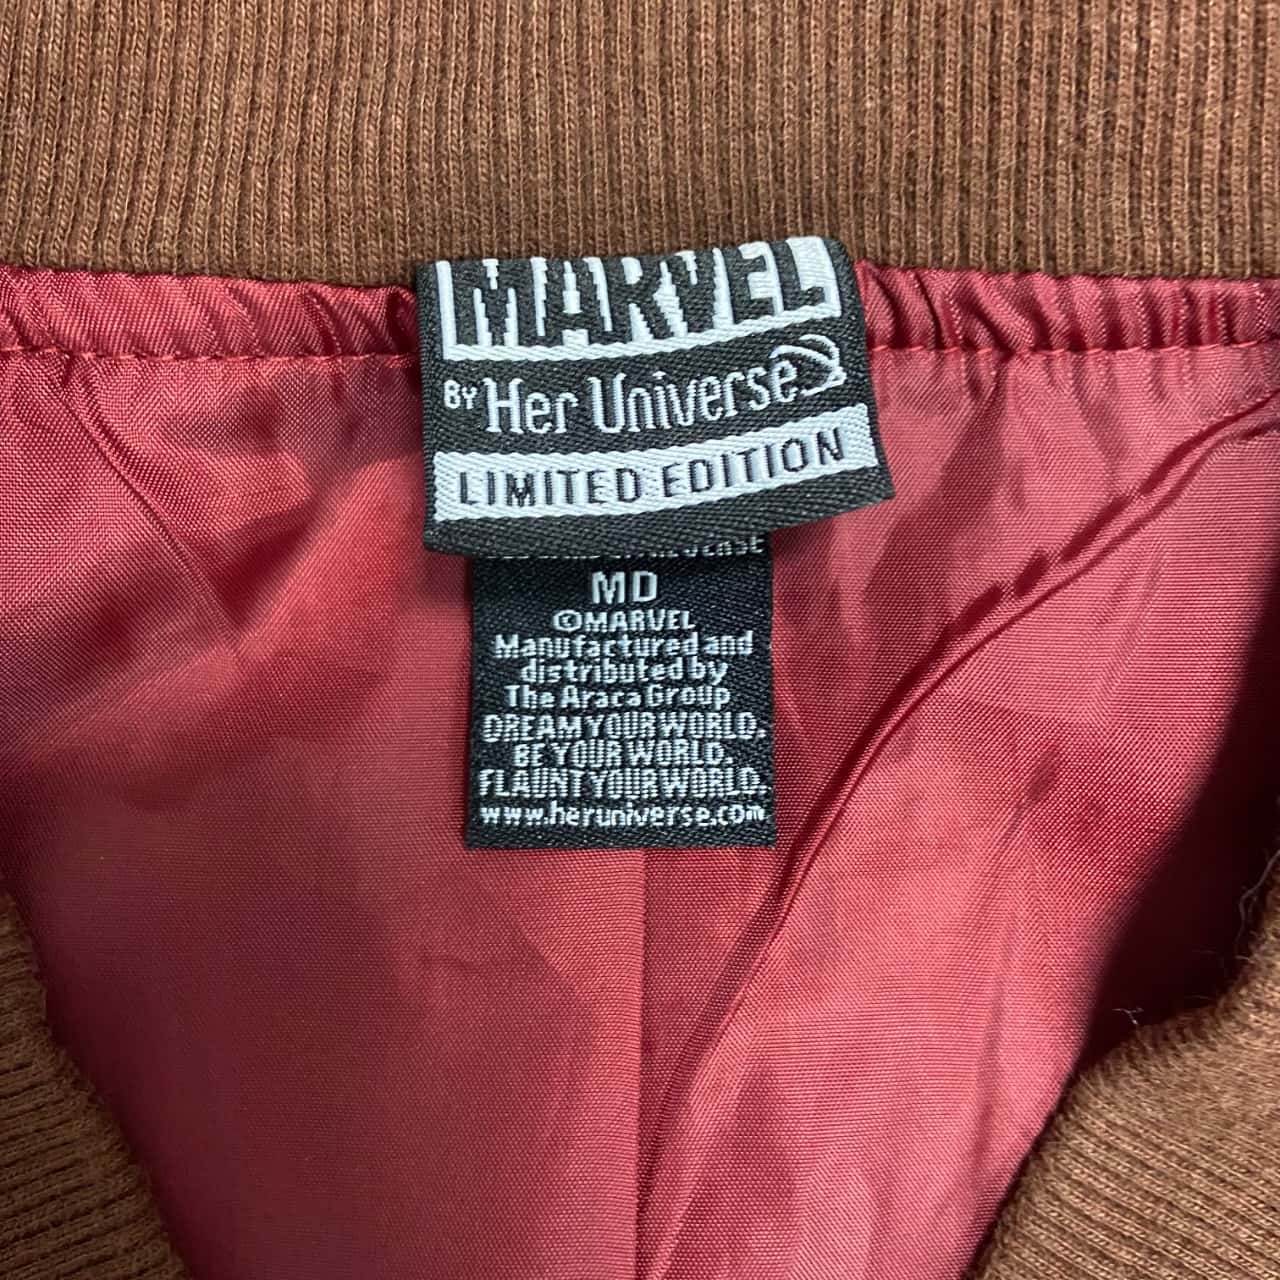 MARVEL
BY Her Universe
LIMITED EDITION
MD
©MARVEL
Manufactured and
distributed by
The Araca Group
DREAM YOUR WORLD.
BE YOUR WORLD.
FLAUNT YOUR WORLD.
www.heruniverse.com